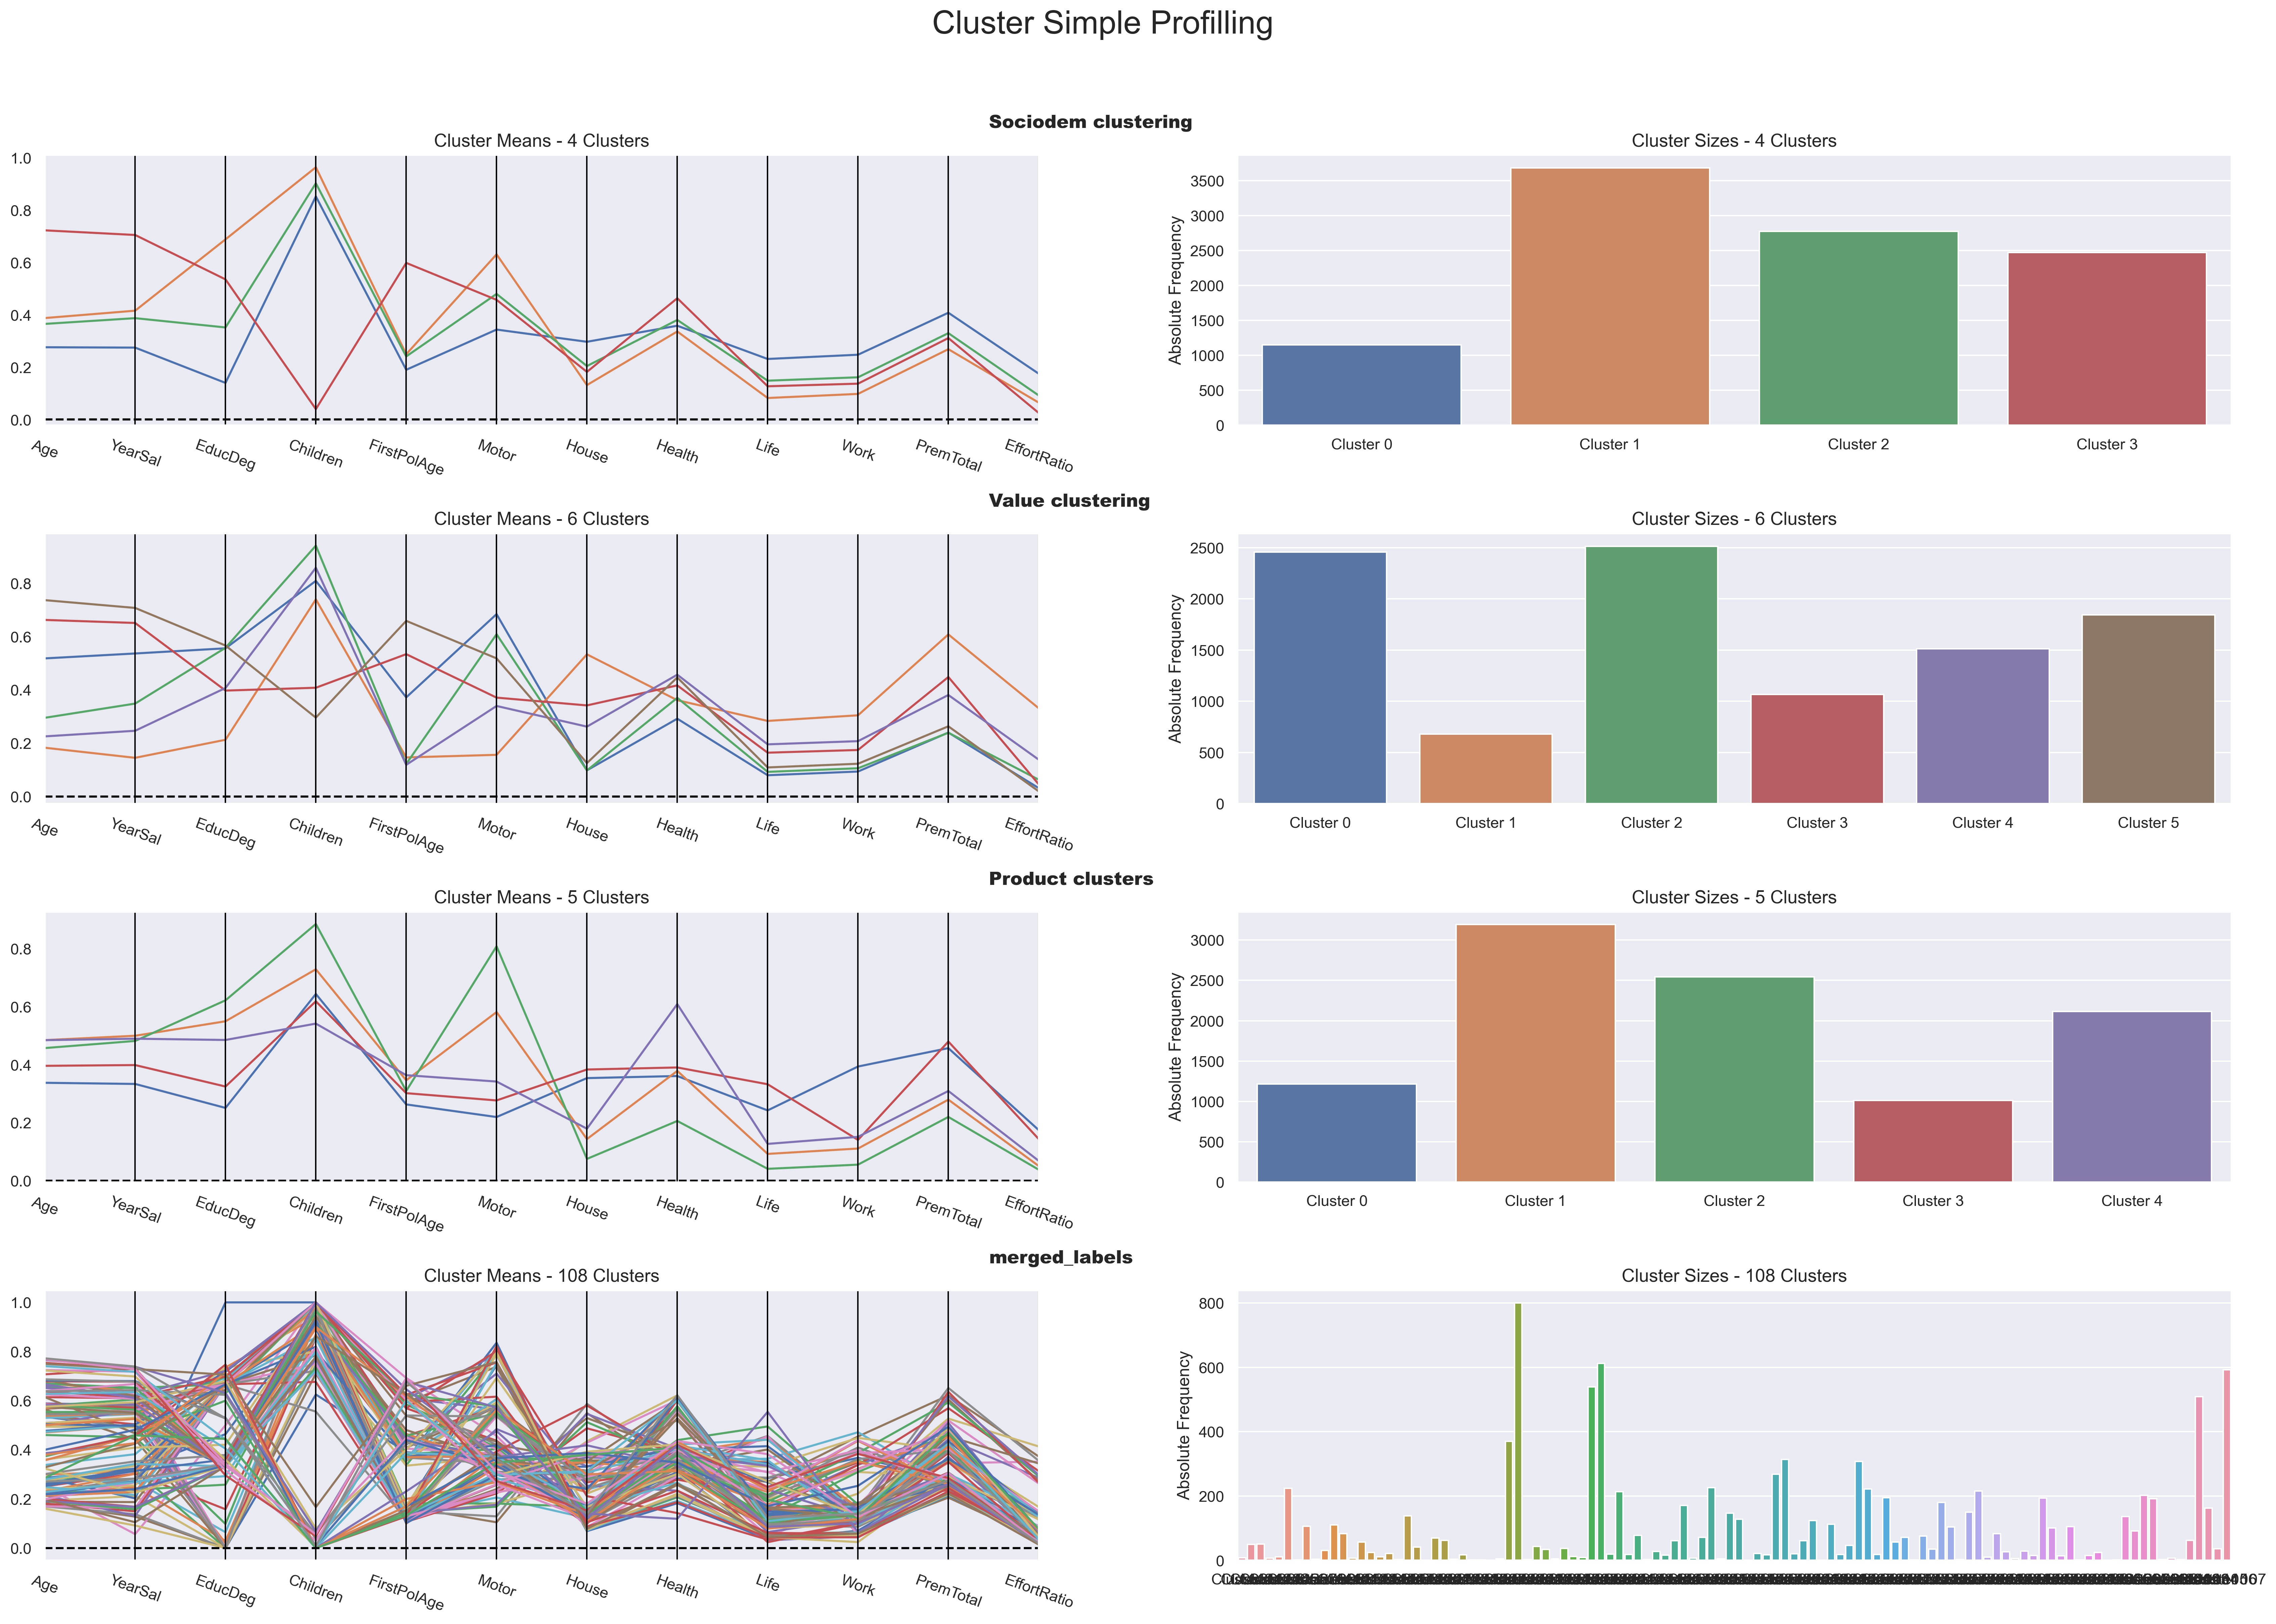 Cluster Simple Profilling
Sociodem clustering
Cluster Means - 4 Clusters
1.0
0.8
0.6
0.4
0.2
0.0
Age YearSal EducDeg Children FirstPolAge Motor House Health Life Work PremTotal EffortRatio
Cluster Sizes - 4 Clusters
Absolute Frequency
3500
3000
2500
2000
1500
1000
500
0
Cluster 0 Cluster 1 Cluster 2 Cluster 3
Value clustering
Cluster Means - 6 Clusters
0.8
0.6
0.4
0.2
0.0
Age YearSal EducDeg Children FirstPolAge Motor House Health Life Work PremTotal EffortRatio
Cluster Sizes - 6 Clusters
Absolute Frequency
2500
2000
1500
1000
500
0
Cluster 0 Cluster 1 Cluster 2 Cluster 3 Cluster 4 Cluster 5
Product clusters
Cluster Means - 5 Clusters
0.8
0.6
0.4
0.2
0.0
Age YearSal EducDeg Children FirstPolAge Motor House Health Life Work PremTotal EffortRatio
Cluster Sizes - 5 Clusters
Absolute Frequency
3000
2500
2000
1500
1000
500
0
Cluster 0 Cluster 1 Cluster 2 Cluster 3 Cluster 4
merged_labels
Cluster Means - 108 Clusters
1.0
0.8
0.6
0.4
0.2
0.0
Age YearSal EducDeg Children FirstPolAge Motor House Health Life Work PremTotal EffortRatio
Cluster Sizes - 108 Clusters
Absolute Frequency
800
600
400
200
0